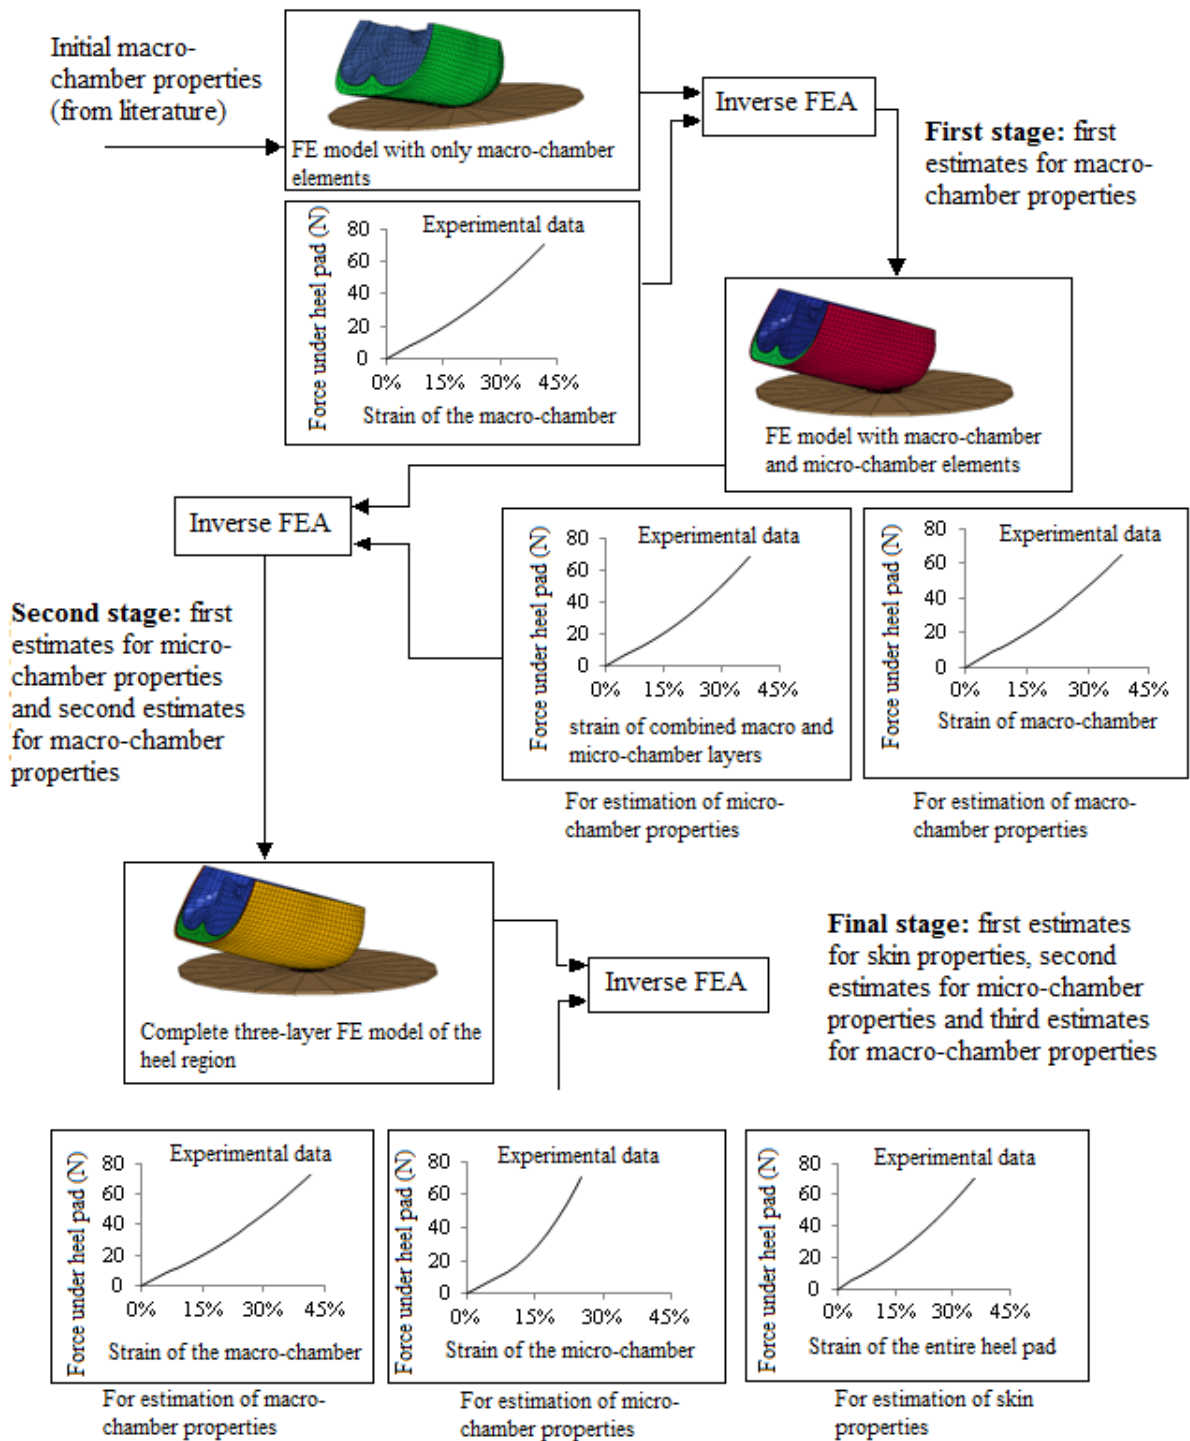 Initial macro-
chamber properties
(from literature)
FE model with only macro-chamber
elements
Inverse FEA
First stage: first
estimates for macro-
chamber properties
Force under heel pad (N)
Experimental data
80
60
40
20
0
0% 15% 30% 45%
Strain of the macro-chamber
FE model with macro-chamber
and micro-chamber elements
Inverse FEA
Second stage: first
estimates for micro-
chamber properties
and second estimates
for macro-chamber
properties
Force under heel pad (N)
Experimental data
80
60
40
20
0
0% 15% 30% 45%
strain of combined macro and
micro-chamber layers
For estimation of micro-
chamber properties
Force under heel pad (N)
Experimental data
80
60
40
20
0
0% 15% 30% 45%
Strain of macro-chamber
For estimation of macro-
chamber properties
Complete three-layer FE model of the
heel region
Inverse FEA
Final stage: first estimates
for skin properties, second
estimates for micro-chamber
properties and third estimates
for macro-chamber properties
Force under heel pad (N)
Experimental data
80
60
40
20
0
0% 15% 30% 45%
Strain of the macro-chamber
For estimation of macro-
chamber properties
Force under heel pad (N)
Experimental data
80
60
40
20
0
0% 15% 30% 45%
Strain of the micro-chamber
For estimation of micro-
chamber properties
Force under heel pad (N)
Experimental data
80
60
40
20
0
0% 15% 30% 45%
Strain of the entire heel pad
For estimation of skin
properties